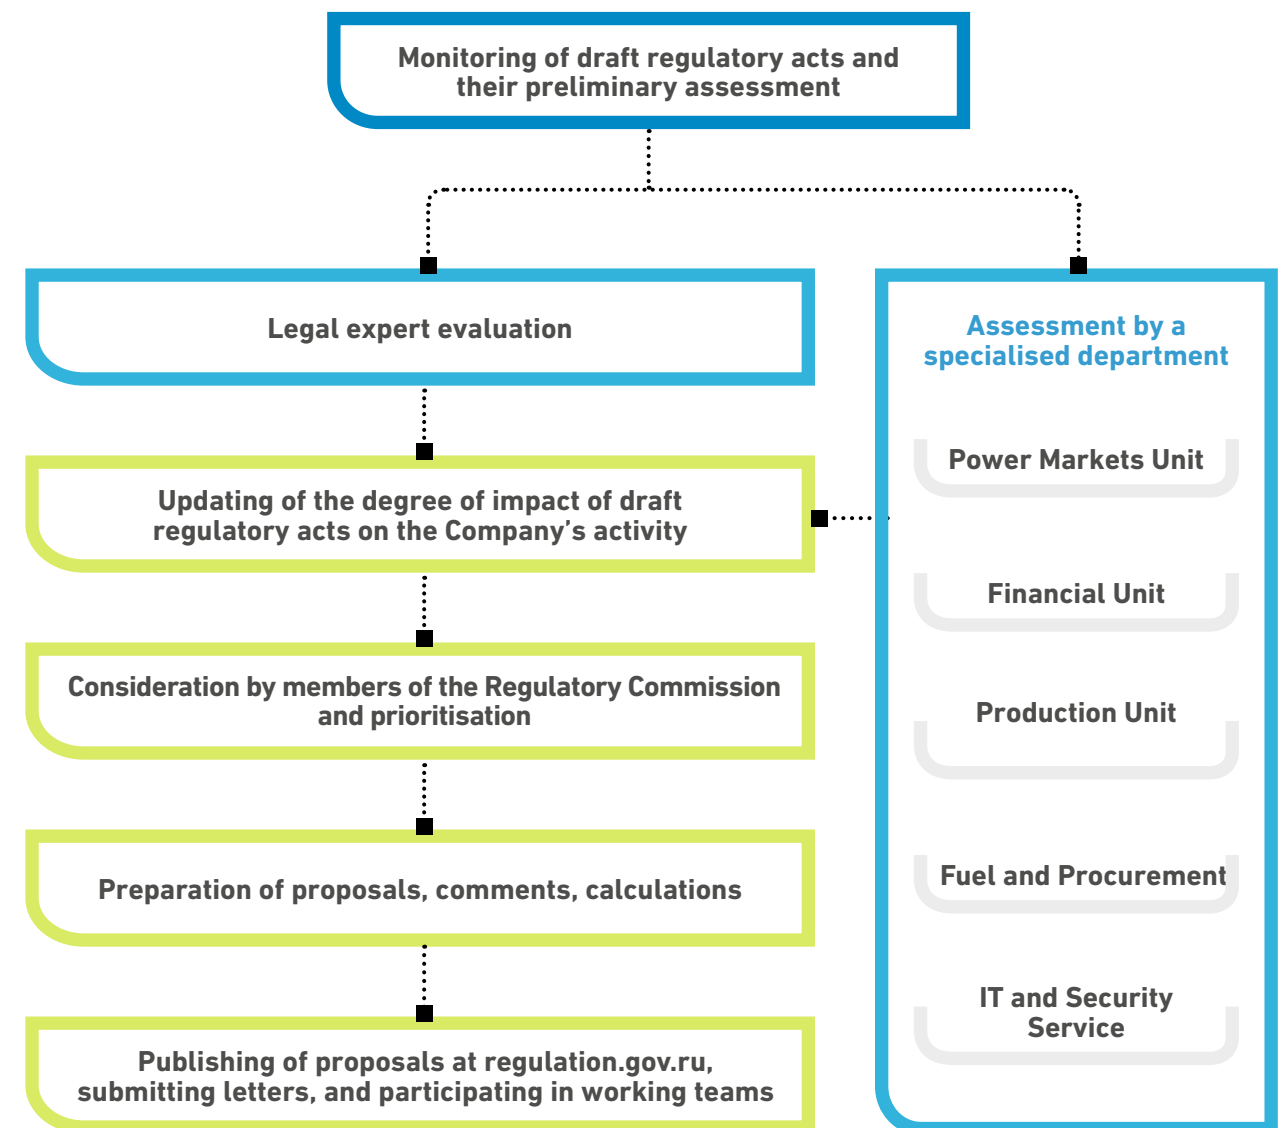 Monitoring of draft regulatory acts and
their preliminary assessment
Legal expert evaluation
Updating of the degree of impact of draft
regulatory acts on the Company’s activity
Consideration by members of the Regulatory Commission
and prioritisation
Preparation of proposals, comments, calculations
Publishing of proposals at regulation.gov.ru,
submitting letters, and participating in working teams
Assessment by a
specialised department
Power Markets Unit
Financial Unit
Production Unit
Fuel and Procurement
IT and Security
Service